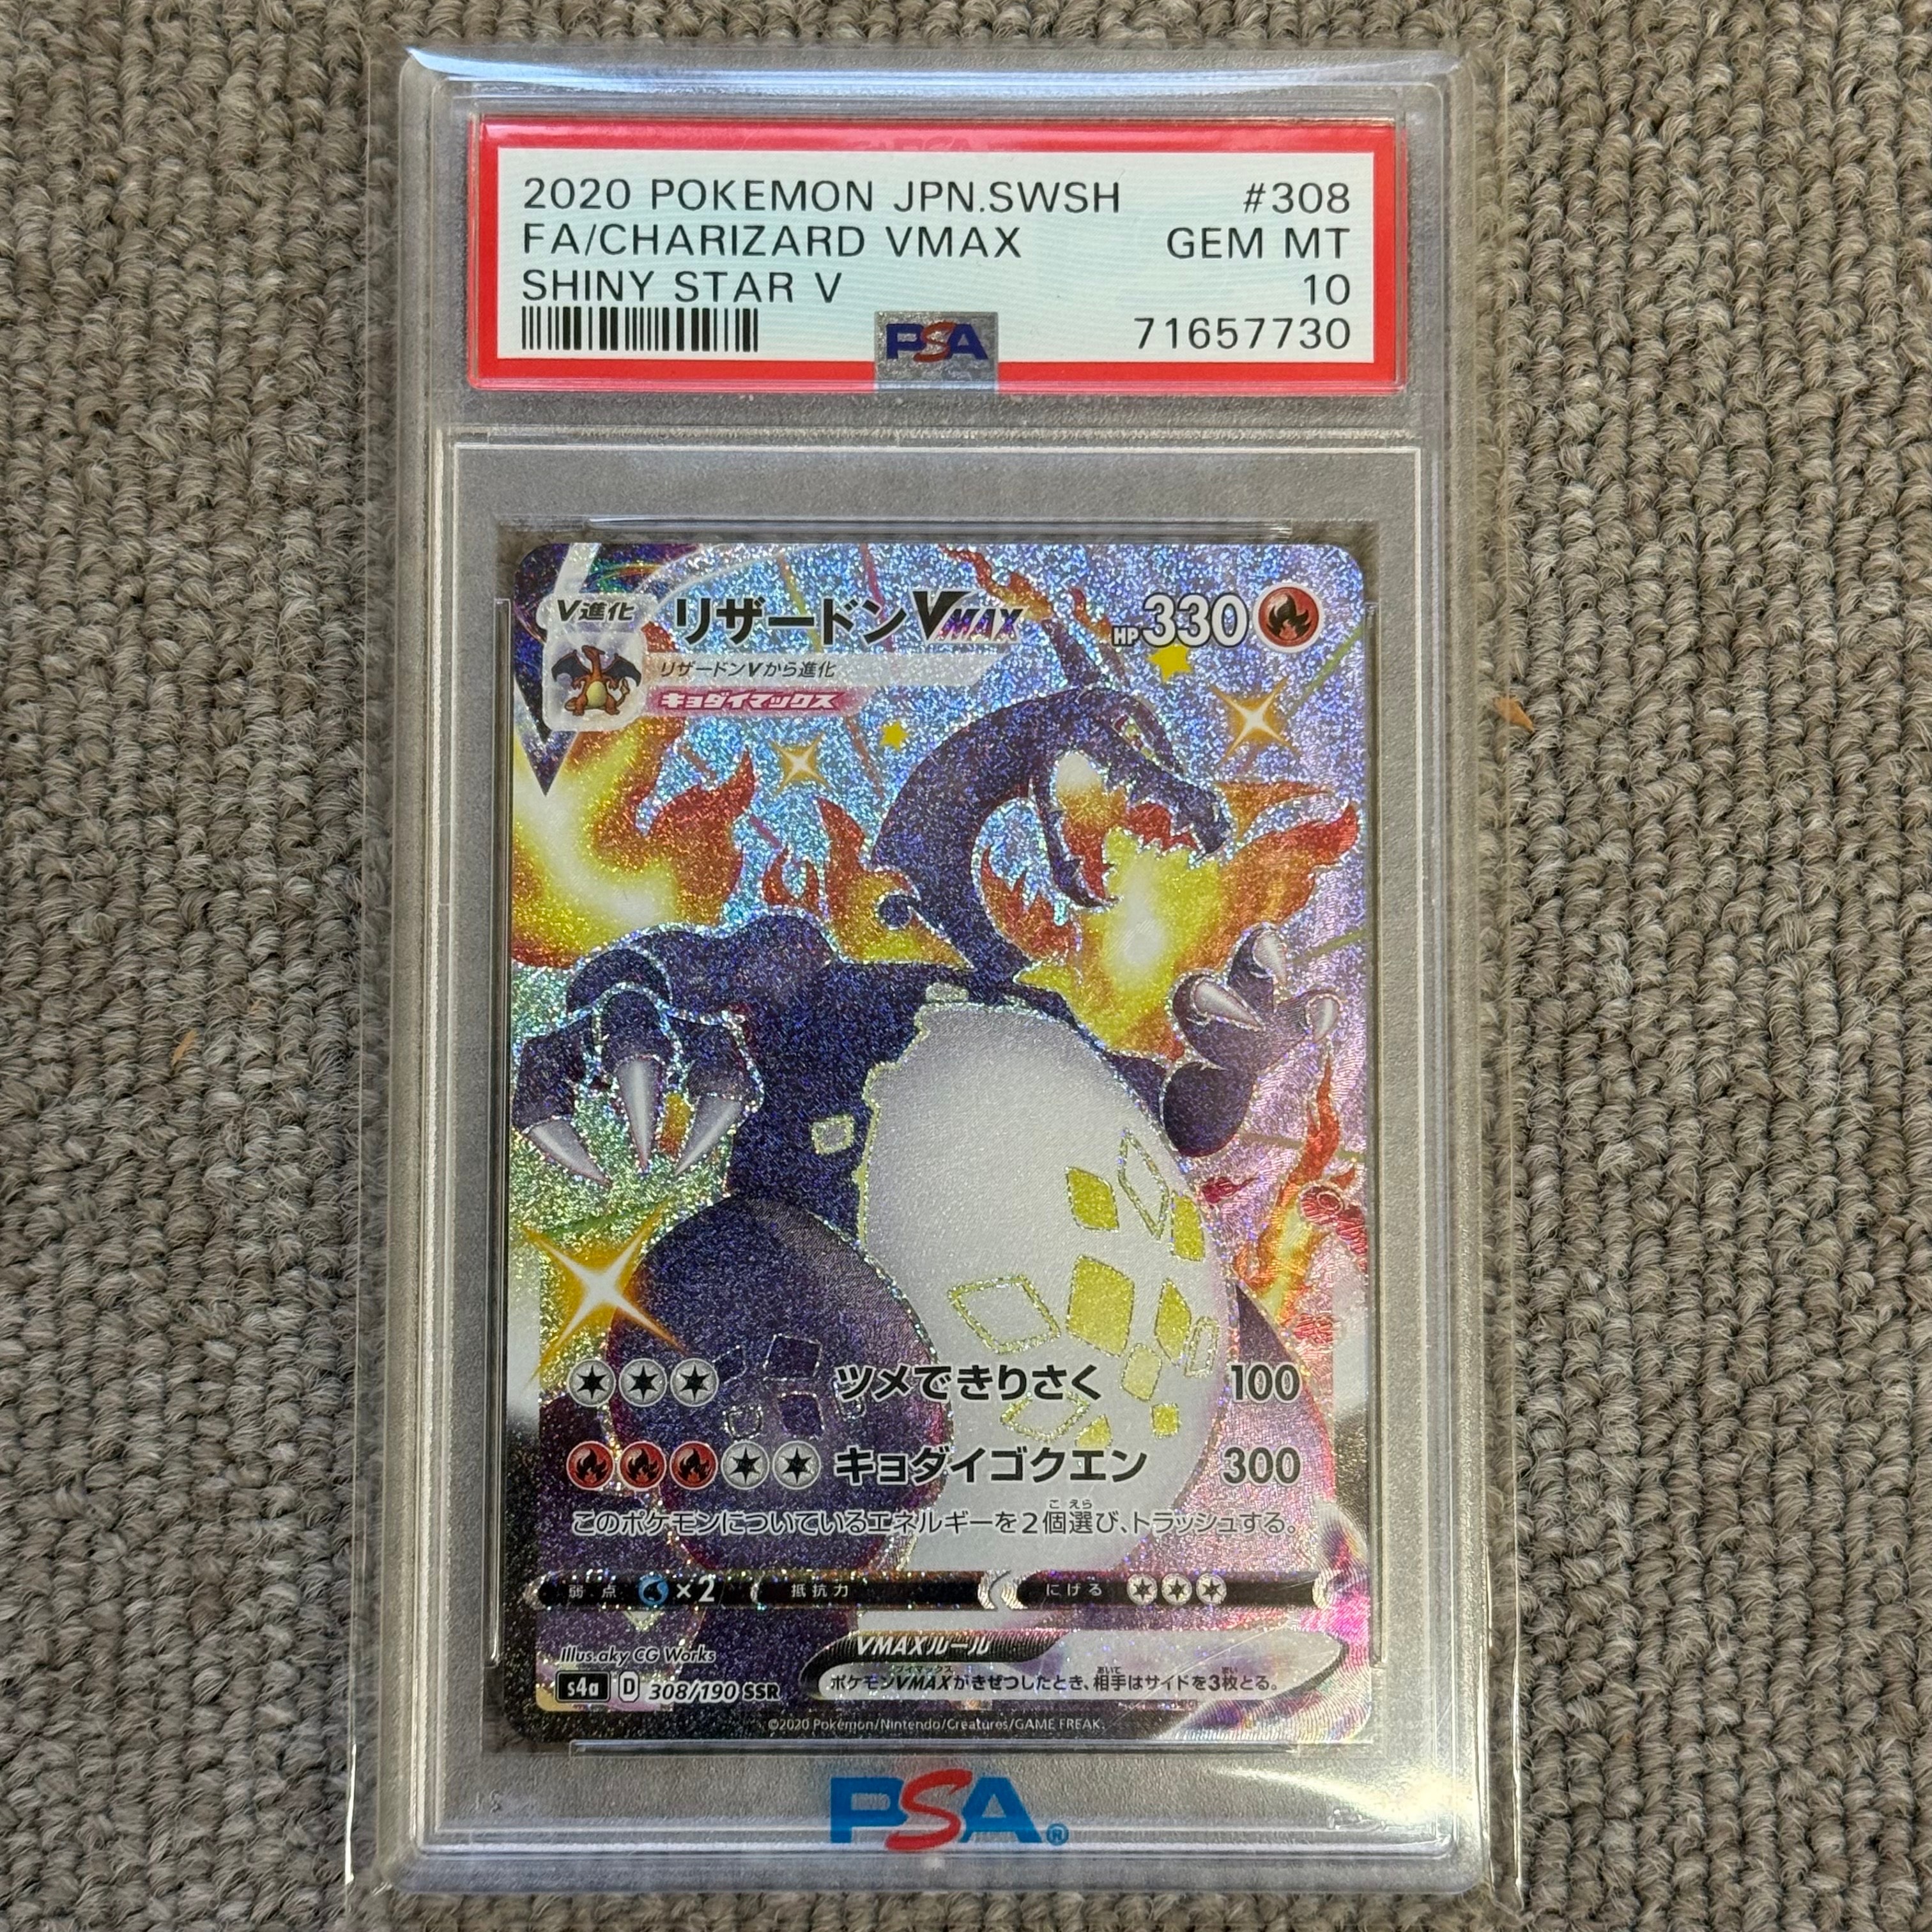 2020 POKEMON JPN.SWSH #308
FA/CHARIZARD VMAX GEM MT
SHINY STAR V 10
PSA 71657730
V進化 リザードンVMAX HP330
リザードンVから進化
キョダイマックス
ツメできりさく 100
キョダイゴクエン 300
このポケモンについているエネルギーを2個選び、トラッシュする。
弱点 ×2 抵抗力 にげる
Illus.aky CG Works
VMAXルール
s4a D 308/190 SSR
ポケモンVMAXがきぜつしたとき、相手はサイドを3枚とる。
©2020 Pokémon/Nintendo/Creatures/GAME FREAK.
PSA®